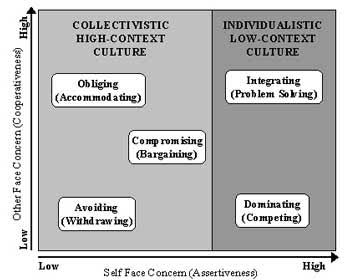 High
COLLECTIVISTIC
HIGH-CONTEXT
CULTURE
INDIVIDUALISTIC
LOW-CONTEXT
CULTURE
Other Face Concern (Cooperativeness)
Obliging
(Accommodating)
Integrating
(Problem Solving)
Compromising
(Bargaining)
Avoiding
(Withdrawing)
Dominating
(Competing)
Low
Low
High
Self Face Concern (Assertiveness)